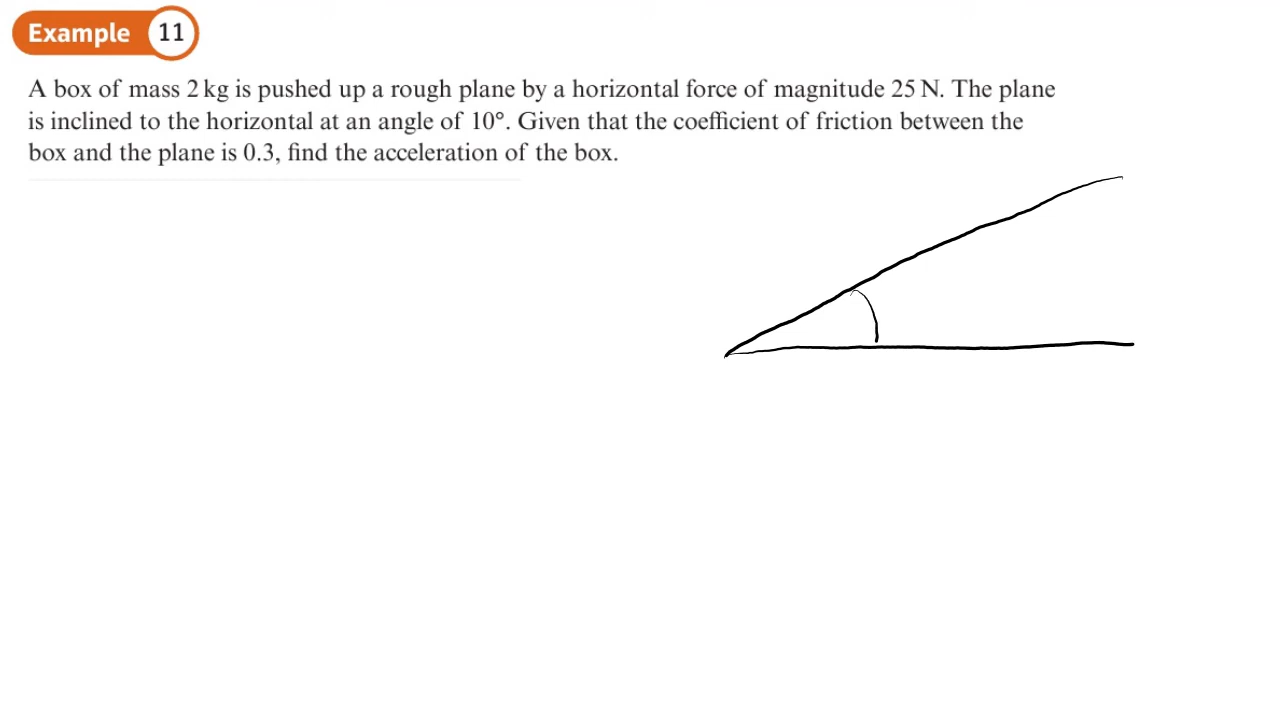 Example 11
A box of mass 2 kg is pushed up a rough plane by a horizontal force of magnitude 25 N. The plane
is inclined to the horizontal at an angle of 10°. Given that the coefficient of friction between the
box and the plane is 0.3, find the acceleration of the box.